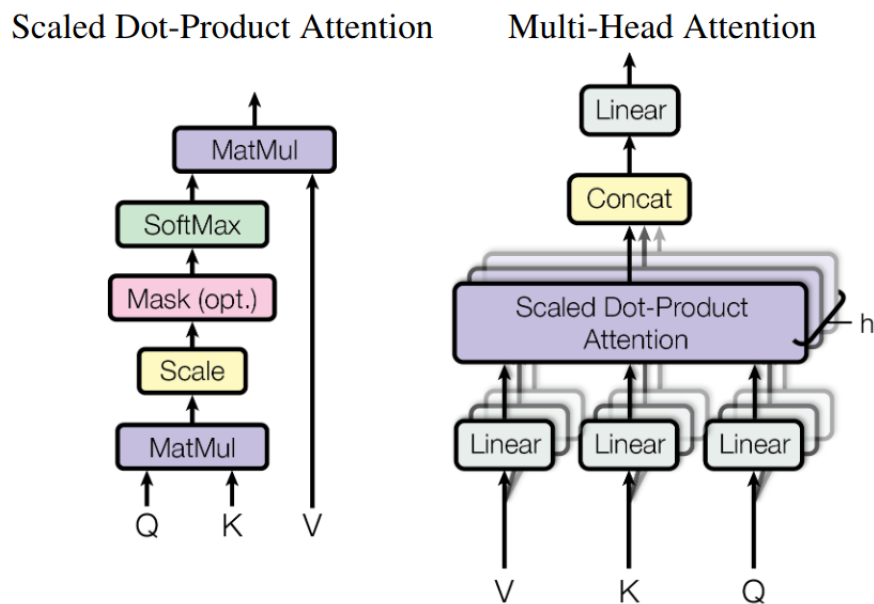 Scaled Dot-Product Attention
MatMul
SoftMax
Mask (opt.)
Scale
MatMul
Q K V
Multi-Head Attention
Linear
Concat
Scaled Dot-Product
Attention
h
Linear Linear Linear
V K Q